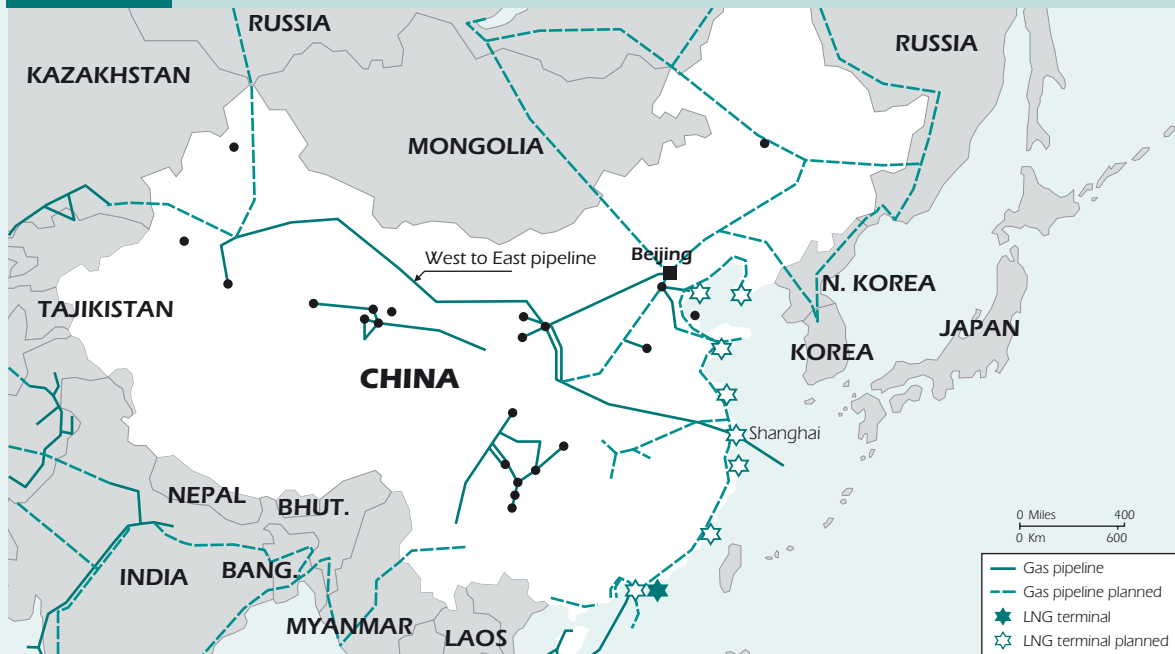 RUSSIA
RUSSIA
KAZAKHSTAN
MONGOLIA
West to East pipeline
Beijing
N. KOREA
TAJIKISTAN
JAPAN
KOREA
CHINA
Shanghai
NEPAL
BHUT.
0 Miles 400
0 Km 600
INDIA
BANG.
Gas pipeline
Gas pipeline planned
MYANMAR
LNG terminal
LAOS
LNG terminal planned